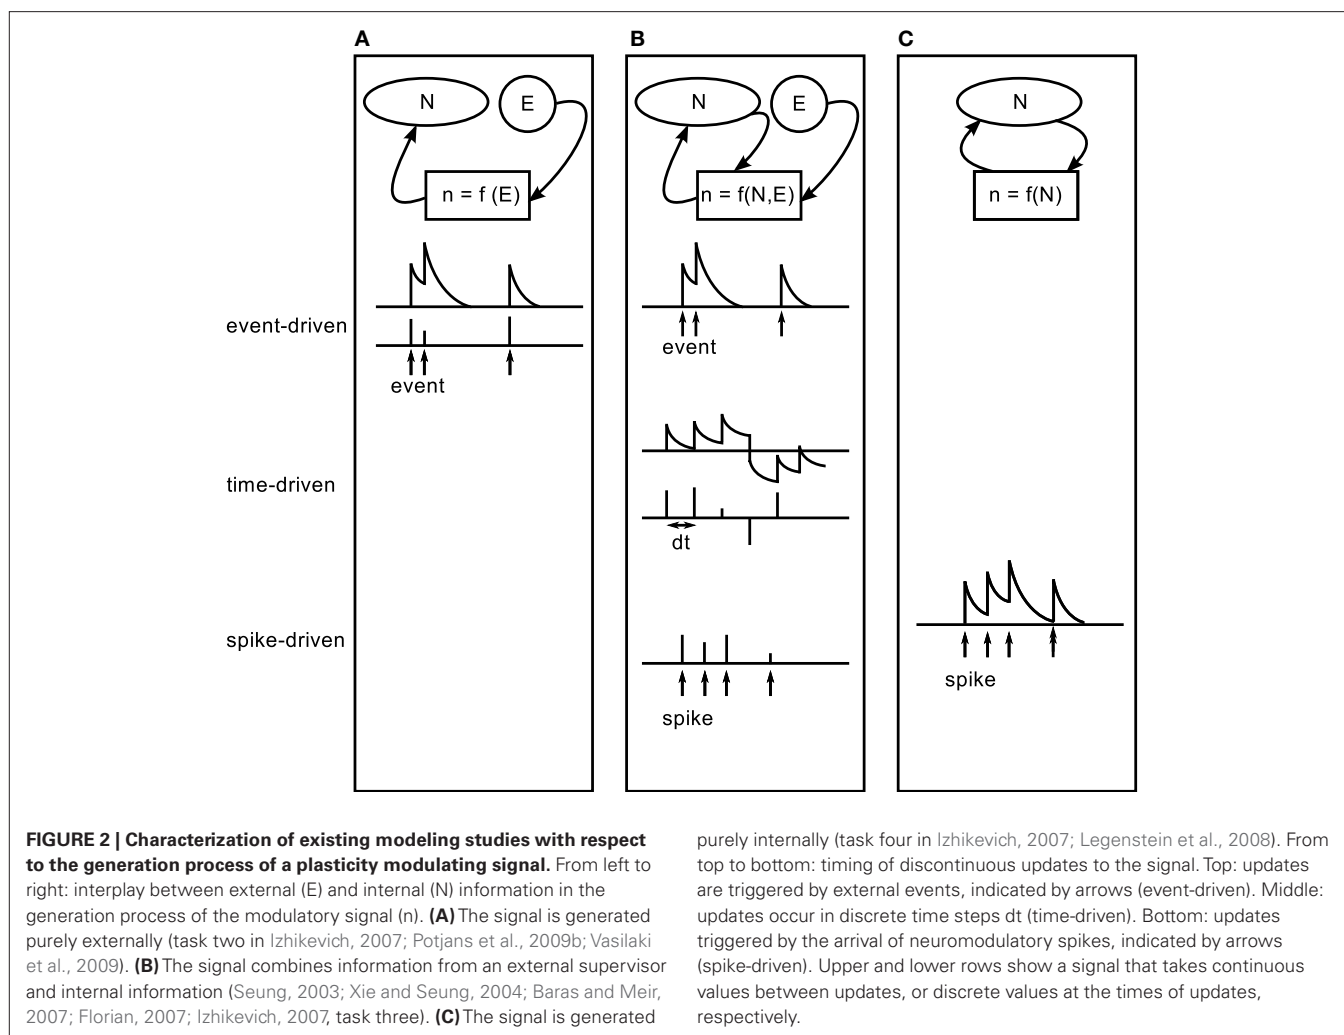 A
B
C
N
E
N
E
N
n = f (E)
n = f(N,E)
n = f(N)
event-driven
event
event
time-driven
dt
spike-driven
spike
spike
FIGURE 2 | Characterization of existing modeling studies with respect
to the generation process of a plasticity modulating signal. From left to
right: interplay between external (E) and internal (N) information in the
generation process of the modulatory signal (n). (A) The signal is generated
purely externally (task two in Izhikevich, 2007; Potjans et al., 2009b; Vasilaki
et al., 2009). (B) The signal combines information from an external supervisor
and internal information (Seung, 2003; Xie and Seung, 2004; Baras and Meir,
2007; Florian, 2007; Izhikevich, 2007, task three). (C) The signal is generated
purely internally (task four in Izhikevich, 2007; Legenstein et al., 2008). From
top to bottom: timing of discontinuous updates to the signal. Top: updates
are triggered by external events, indicated by arrows (event-driven). Middle:
updates occur in discrete time steps dt (time-driven). Bottom: updates
triggered by the arrival of neuromodulatory spikes, indicated by arrows
(spike-driven). Upper and lower rows show a signal that takes continuous
values between updates, or discrete values at the times of updates,
respectively.